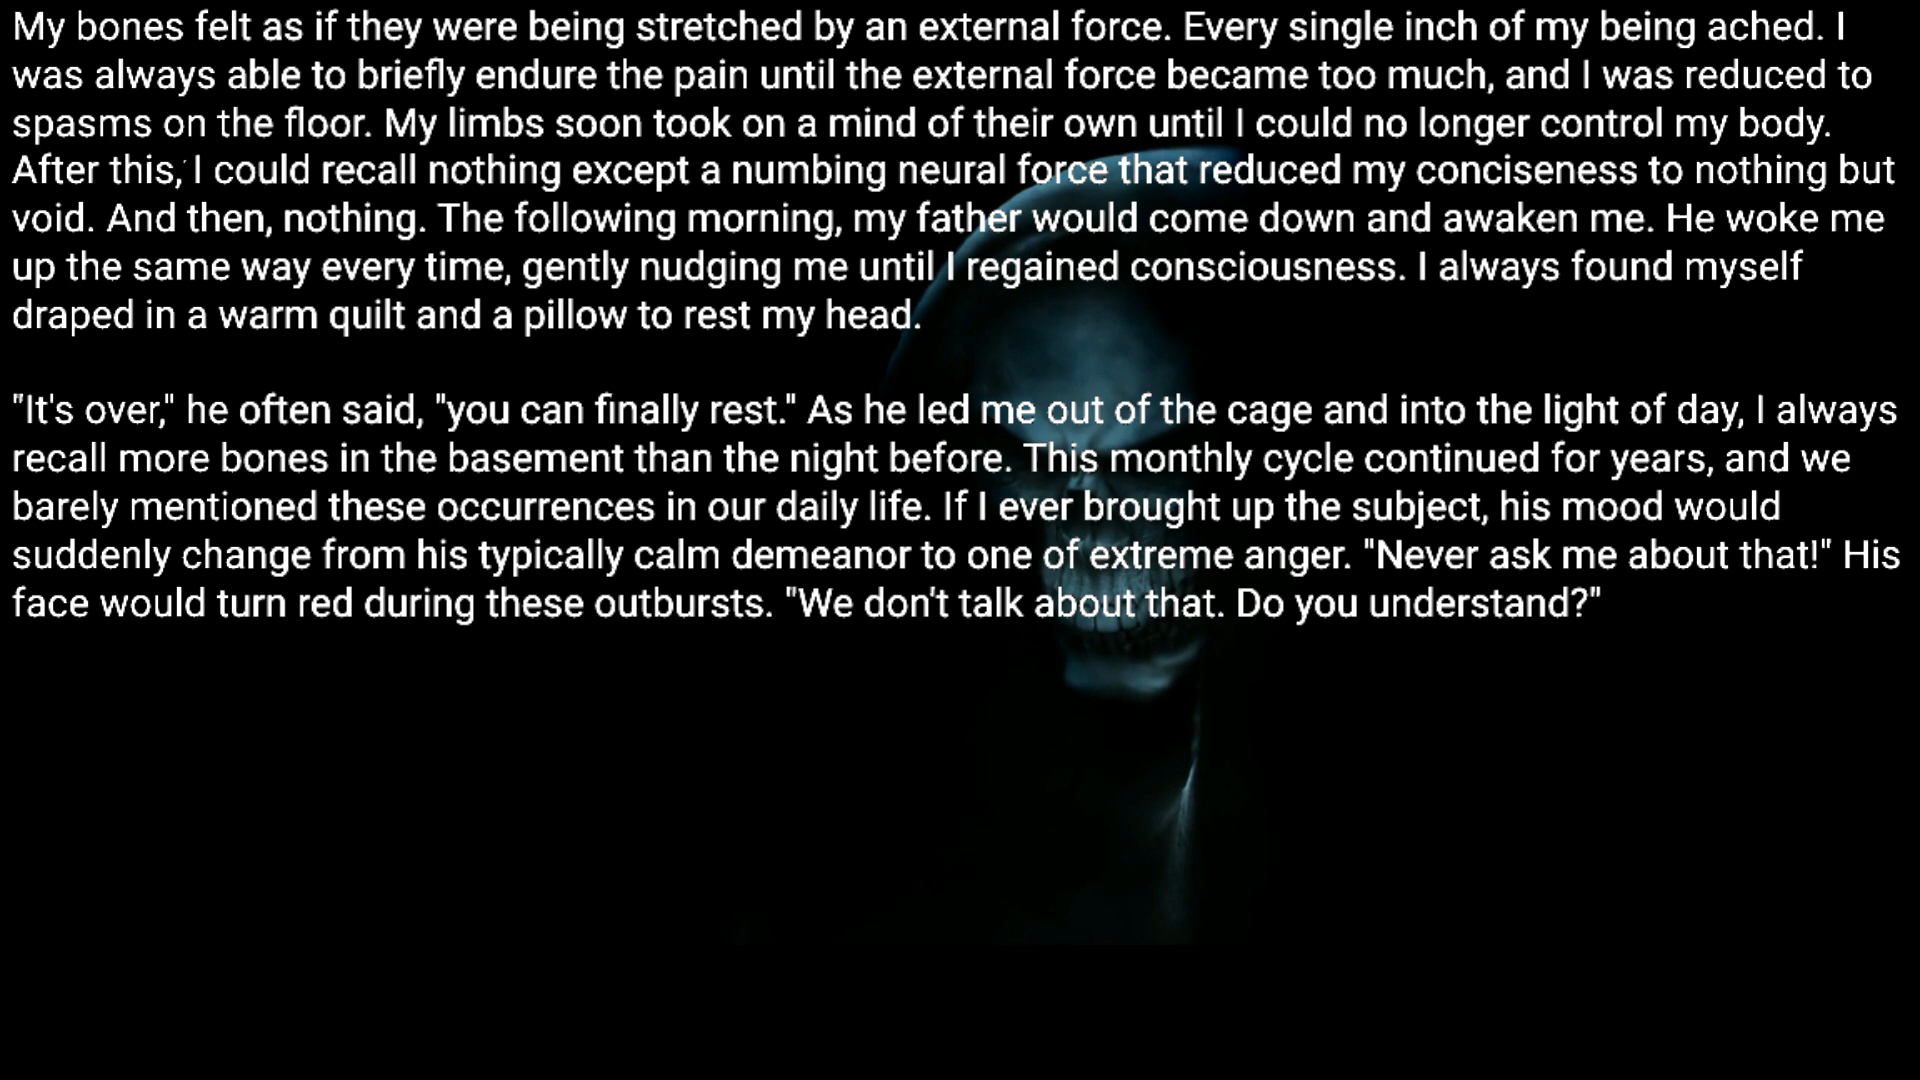 My bones felt as if they were being stretched by an external force. Every single inch of my being ached. I
was always able to briefly endure the pain until the external force became too much, and I was reduced to
spasms on the floor. My limbs soon took on a mind of their own until I could no longer control my body.
After this, I could recall nothing except a numbing neural force that reduced my conciseness to nothing but
void. And then, nothing. The following morning, my father would come down and awaken me. He woke me
up the same way every time, gently nudging me until I regained consciousness. I always found myself
draped in a warm quilt and a pillow to rest my head.
"It's over," he often said, "you can finally rest." As he led me out of the cage and into the light of day, I always
recall more bones in the basement than the night before. This monthly cycle continued for years, and we
barely mentioned these occurrences in our daily life. If I ever brought up the subject, his mood would
suddenly change from his typically calm demeanor to one of extreme anger. "Never ask me about that!" His
face would turn red during these outbursts. "We don't talk about that. Do you understand?"